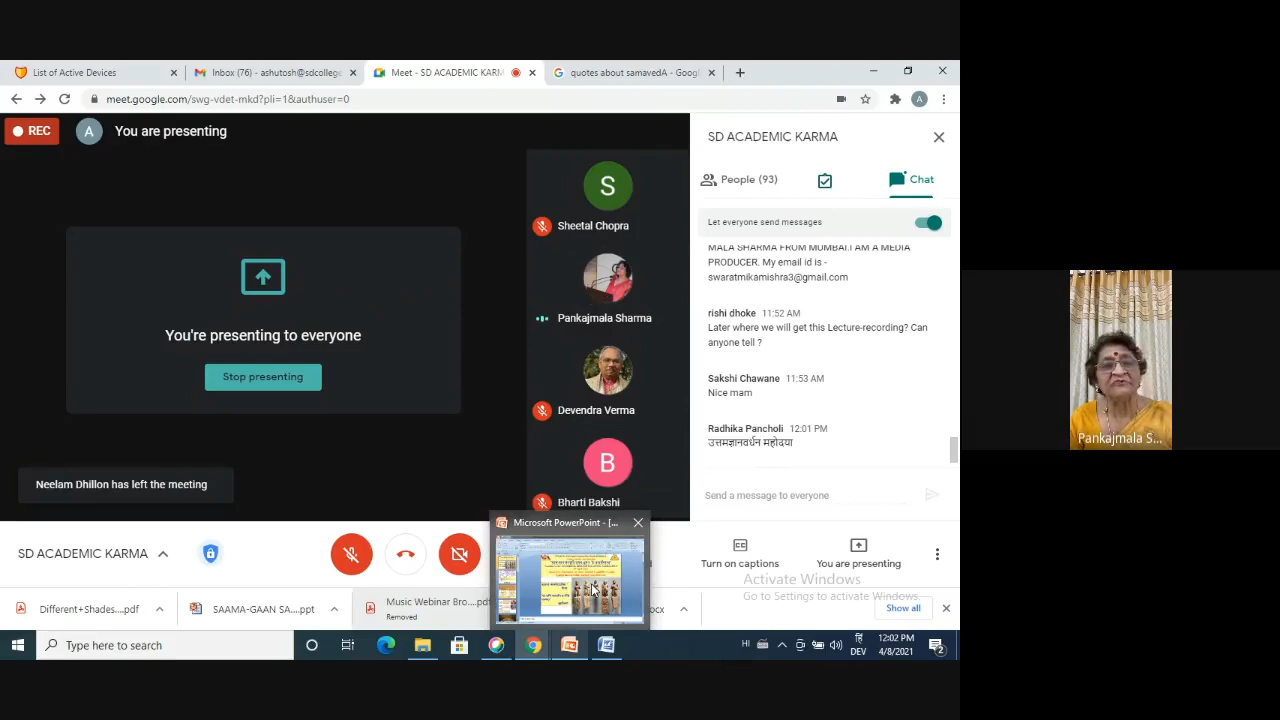 List of Active Devices
Inbox (76) - ashutosh@sdcollege
Meet - SD ACADEMIC KARM
quotes about samavedA - Goog
meet.google.com/swg-vdet-mkd?pli=1&authuser=0
A
REC
A
You are presenting
You're presenting to everyone
Stop presenting
Neelam Dhillon has left the meeting
S
Sheetal Chopra
Pankajmala Sharma
Devendra Verma
B
Bharti Bakshi
SD ACADEMIC KARMA
People (93)
Chat
Let everyone send messages
MALA SHARMA FROM MUMBAI.I AM A MEDIA
PRODUCER. My email id is -
swaratmikamishra3@gmail.com
rishi dhoke 11:52 AM
Later where we will get this Lecture-recording? Can
anyone tell ?
Sakshi Chawane 11:53 AM
Nice mam
Radhika Pancholi 12:01 PM
उत्तमज्ञानवर्धन महोदया
Send a message to everyone
Pankajmala S...
Microsoft PowerPoint - [...
SD ACADEMIC KARMA
Turn on captions
You are presenting
Activate Windows
Go to Settings to activate Windows.
Different+Shades....pdf
SAAMA-GAAN SA....ppt
Music Webinar Bro....pdf
Removed
ocx
Show all
Type here to search
HI
हि
DEV
12:02 PM
4/8/2021
2